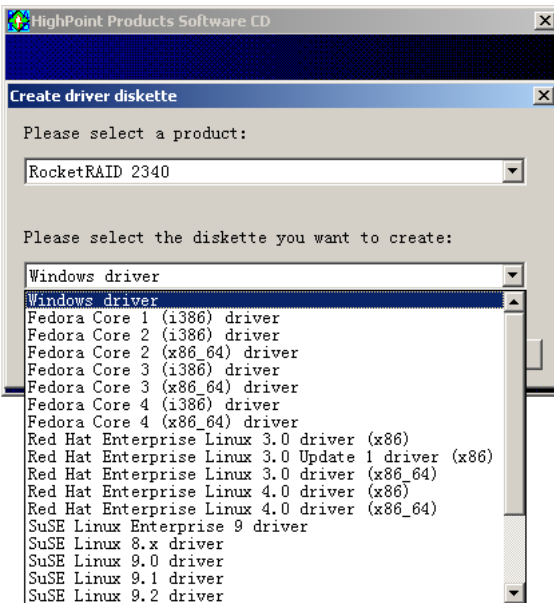 HighPoint Products Software CD
Create driver diskette
Please select a product:
RocketRAID 2340
Please select the diskette you want to create:
Windows driver
Windows driver
Fedora Core 1 (i386) driver
Fedora Core 2 (i386) driver
Fedora Core 2 (x86_64) driver
Fedora Core 3 (i386) driver
Fedora Core 3 (x86_64) driver
Fedora Core 4 (i386) driver
Fedora Core 4 (x86_64) driver
Red Hat Enterprise Linux 3.0 driver (x86)
Red Hat Enterprise Linux 3.0 Update 1 driver (x86)
Red Hat Enterprise Linux 3.0 driver (x86_64)
Red Hat Enterprise Linux 4.0 driver (x86)
Red Hat Enterprise Linux 4.0 driver (x86_64)
SuSE Linux Enterprise 9 driver
SuSE Linux 8.x driver
SuSE Linux 9.0 driver
SuSE Linux 9.1 driver
SuSE Linux 9.2 driver